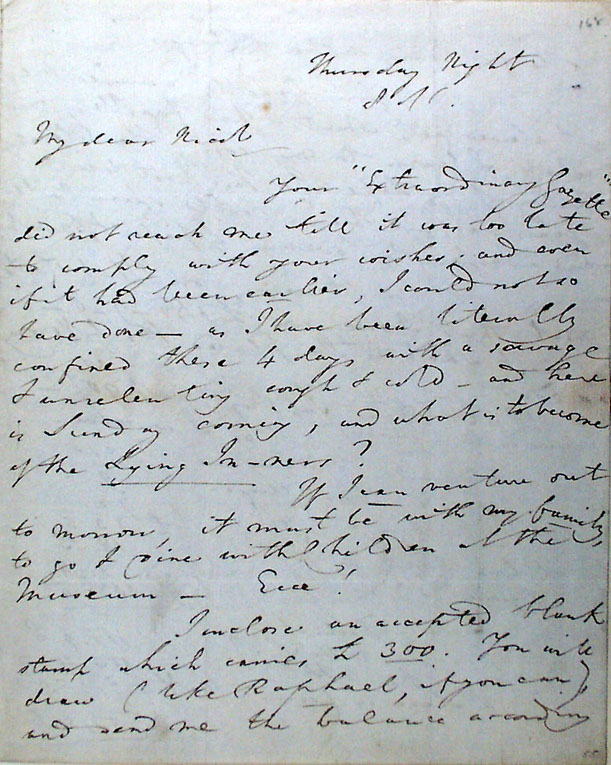 168
Thursday Night
My dear Nicol
Your "Extraordinary Gazette"
did not reach me till it was too late
to comply with your wishes, and even
if it had been earlier, I could not so
have done — as I have been literally
confined these 4 days with a savage
& unrelenting cough & cold — and here
is Sunday coming, and what is to become
of the Lying In-ners?
If I can venture out
to morrow, it must be with my family,
to go & dine with Children at the
Museum — Ecce!
I inclose an accepted blank
stamp which carries £ 300. You will
draw (like Raphael, if you can)
and send me the balance according